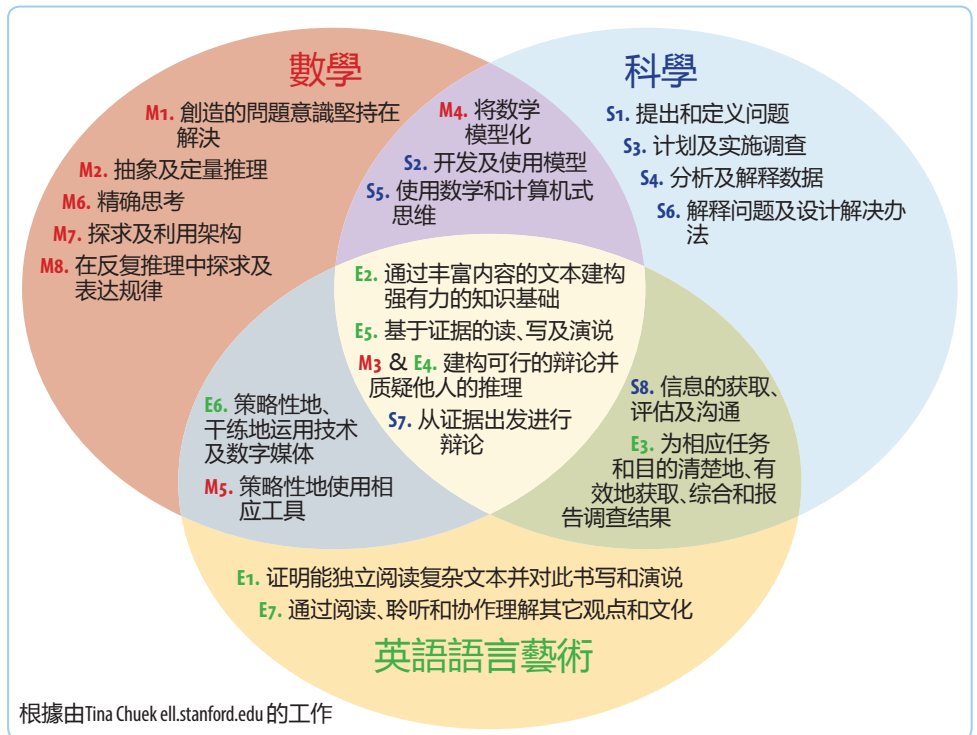 數學
M1. 創造的問題意識堅持在
解決
M2. 抽象及定量推理
M6. 精确思考
M7. 探求及利用架构
M8. 在反复推理中探求及
表达规律
M4. 将数学
模型化
S2. 开发及使用模型
S5. 使用数学和计算机式
思维
科學
S1. 提出和定义问题
S3. 计划及实施调查
S4. 分析及解释数据
S6. 解释问题及设计解决办
法
E2. 通过丰富内容的文本建构
强有力的知识基础
E5. 基于证据的读、写及演说
M3 & E4. 建构可行的辩论并
质疑他人的推理
S7. 从证据出发进行
辩论
E6. 策略性地、
干练地运用技术
及数字媒体
M5. 策略性地使用相
应工具
S8. 信息的获取、
评估及沟通
E3. 为相应任务
和目的清楚地、有
效地获取、综合和报
告调查结果
E1. 证明能独立阅读复杂文本并对此书写和演说
E7. 通过阅读、聆听和协作理解其它观点和文化
英語語言藝術
根據由Tina Chuek ell.stanford.edu 的工作